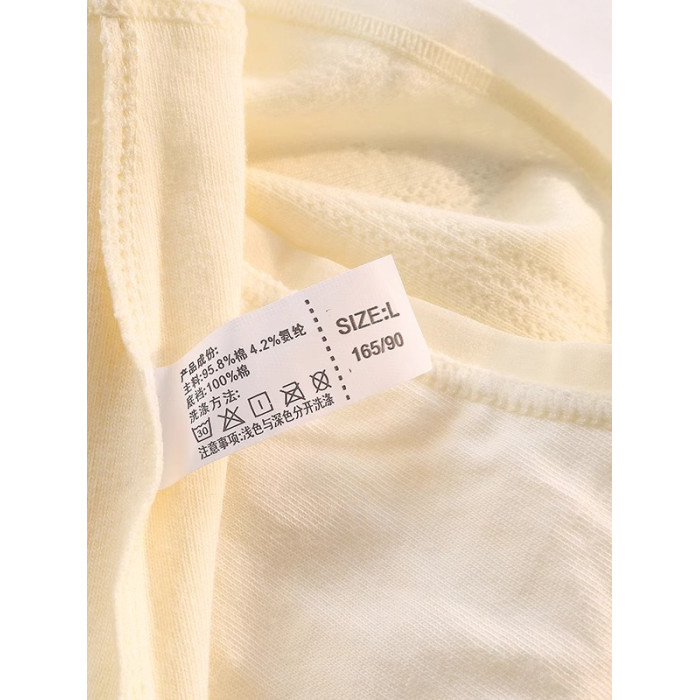 产品成份:
主料:95.8%棉 4.2%氨纶
底裆:100%棉
洗涤方法:
30
注意事项:浅色与深色分开洗涤
SIZE:L
165/90